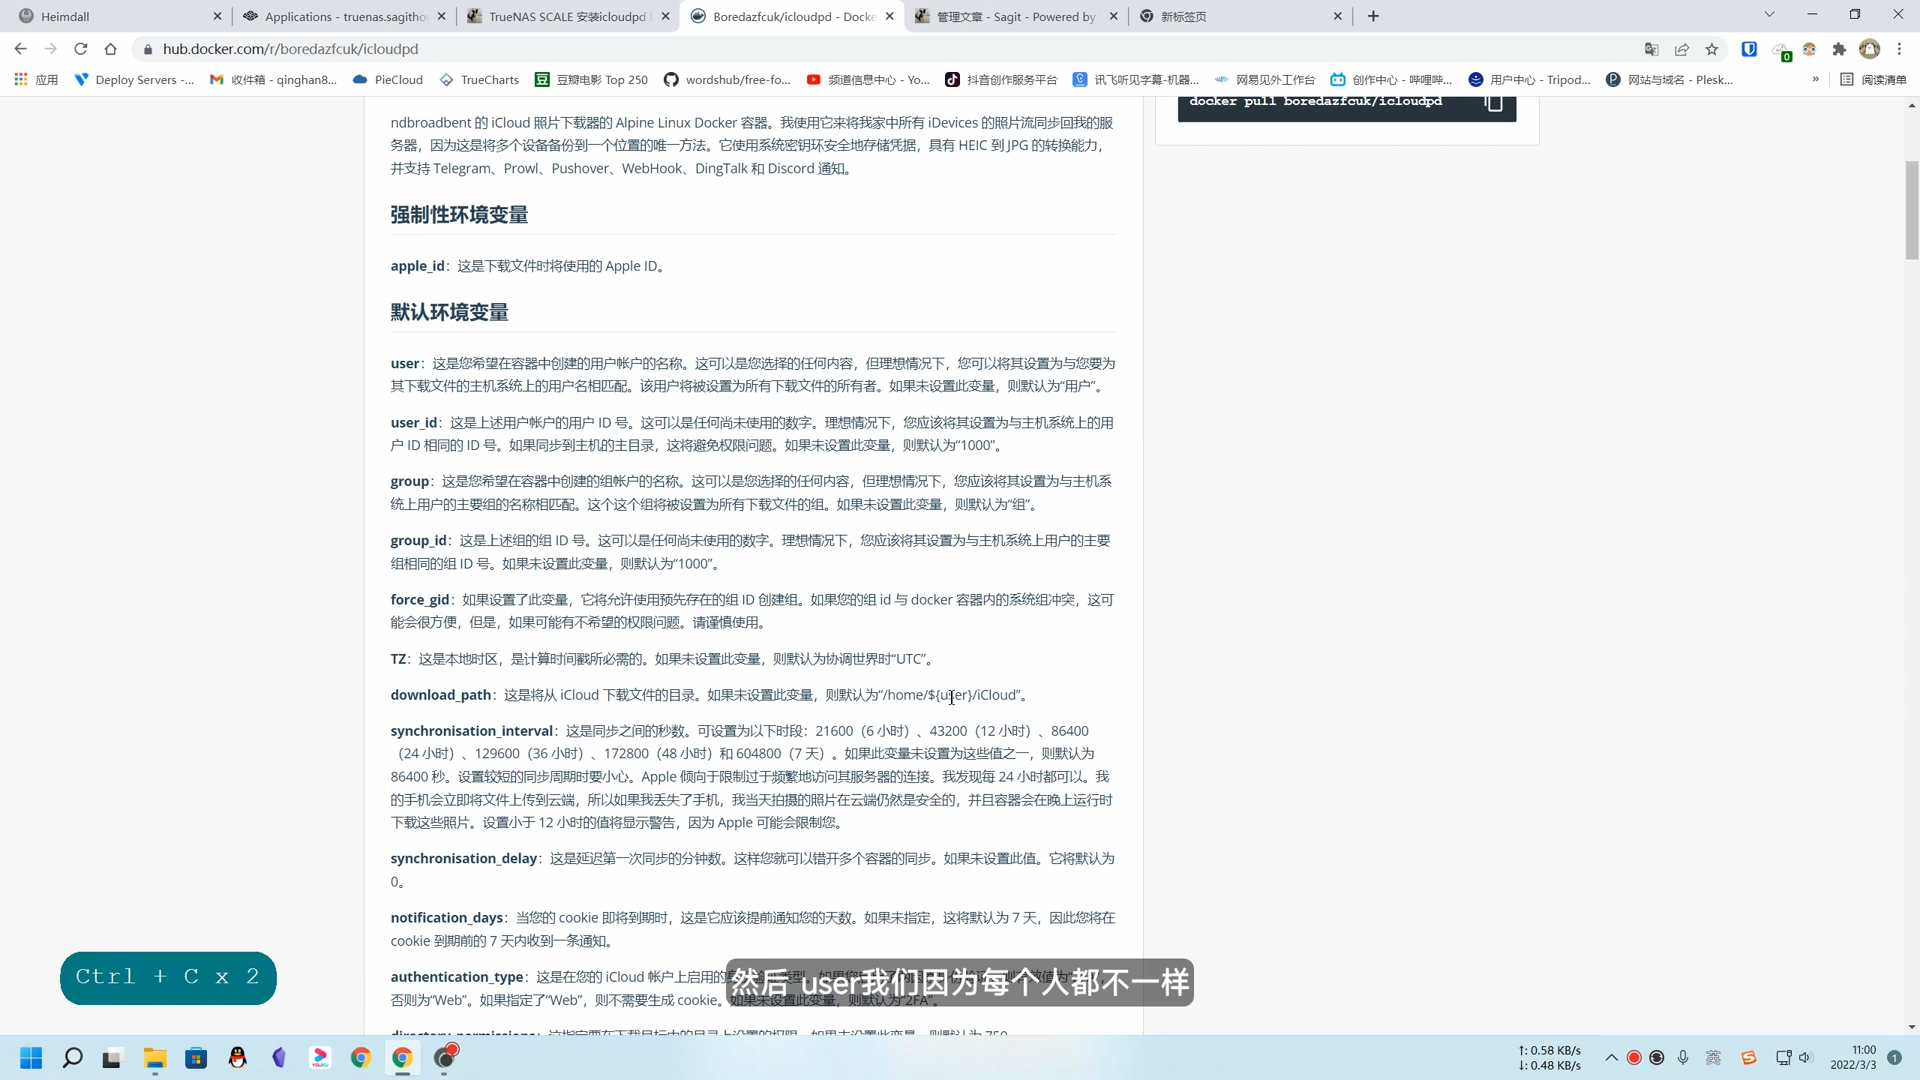 Heimdall
Applications - truenas.sagitho
TrueNAS SCALE 安装icloudpd
Boredazfcuk/icloudpd - Docke
管理文章 - Sagit - Powered by
新标签页
hub.docker.com/r/boredazfcuk/icloudpd
应用
Deploy Servers -...
收件箱 - qinghan8...
PieCloud
TrueCharts
豆瓣电影 Top 250
wordshub/free-fo...
频道信息中心 - Yo...
抖音创作服务平台
讯飞听见字幕-机器...
网易见外工作台
创作中心 - 哔哩哔...
用户中心 - Tripod...
网站与域名 - Plesk...
»
阅读清单
docker pull boredazfcuk/icloudpd
ndbroadbent 的 iCloud 照片下载器的 Alpine Linux Docker 容器。我使用它来将我家中所有 iDevices 的照片流同步回我的服
务器，因为这是将多个设备备份到一个位置的唯一方法。它使用系统密钥环安全地存储凭据，具有 HEIC 到 JPG 的转换能力，
并支持 Telegram、Prowl、Pushover、WebHook、DingTalk 和 Discord 通知。
强制性环境变量
apple_id：这是下载文件时将使用的 Apple ID。
默认环境变量
user：这是您希望在容器中创建的用户帐户的名称。这可以是您选择的任何内容，但理想情况下，您可以将其设置为与您要为
其下载文件的主机系统上的用户名相匹配。该用户将被设置为所有下载文件的所有者。如果未设置此变量，则默认为“用户”。
user_id：这是上述用户帐户的用户 ID 号。这可以是任何尚未使用的数字。理想情况下，您应该将其设置为与主机系统上的用
户 ID 相同的 ID 号。如果同步到主机的主目录，这将避免权限问题。如果未设置此变量，则默认为“1000”。
group：这是您希望在容器中创建的组帐户的名称。这可以是您选择的任何内容，但理想情况下，您应该将其设置为与主机系
统上用户的主要组的名称相匹配。这个这个组将被设置为所有下载文件的组。如果未设置此变量，则默认为“组”。
group_id：这是上述组的组 ID 号。这可以是任何尚未使用的数字。理想情况下，您应该将其设置为与主机系统上用户的主要
组相同的组 ID 号。如果未设置此变量，则默认为“1000”。
force_gid：如果设置了此变量，它将允许使用预先存在的组 ID 创建组。如果您的组 id 与 docker 容器内的系统组冲突，这可
能会很方便，但是，如果可能有不希望的权限问题。请谨慎使用。
TZ：这是本地时区，是计算时间戳所必需的。如果未设置此变量，则默认为协调世界时“UTC”。
download_path：这是将从 iCloud 下载文件的目录。如果未设置此变量，则默认为“/home/${user}/iCloud”。
synchronisation_interval：这是同步之间的秒数。可设置为以下时段：21600（6 小时）、43200（12 小时）、86400
（24 小时）、129600（36 小时）、172800（48 小时）和 604800（7 天）。如果此变量未设置为这些值之一，则默认为
86400 秒。设置较短的同步周期时要小心。Apple 倾向于限制过于频繁地访问其服务器的连接。我发现每 24 小时都可以。我
的手机会立即将文件上传到云端，所以如果我丢失了手机，我当天拍摄的照片在云端仍然是安全的，并且容器会在晚上运行时
下载这些照片。设置小于 12 小时的值将显示警告，因为 Apple 可能会限制您。
synchronisation_delay：这是延迟第一次同步的分钟数。这样您就可以错开多个容器的同步。如果未设置此值。它将默认为
0。
notification_days：当您的 cookie 即将到期时，这是它应该提前通知您的天数。如果未指定，这将默认为 7 天，因此您将在
cookie 到期前的 7 天内收到一条通知。
authentication_type：这是在您的 iCloud 帐户上启用的
否则为“Web”。如果指定了“Web”，则不需要生成 cookie。如果未设置此变量，则默认为“2FA”。
然后 user我们因为每个人都不一样
Ctrl + C x 2
↑: 0.58 KB/s
↓: 0.48 KB/s
英
11:00
2022/3/3
1